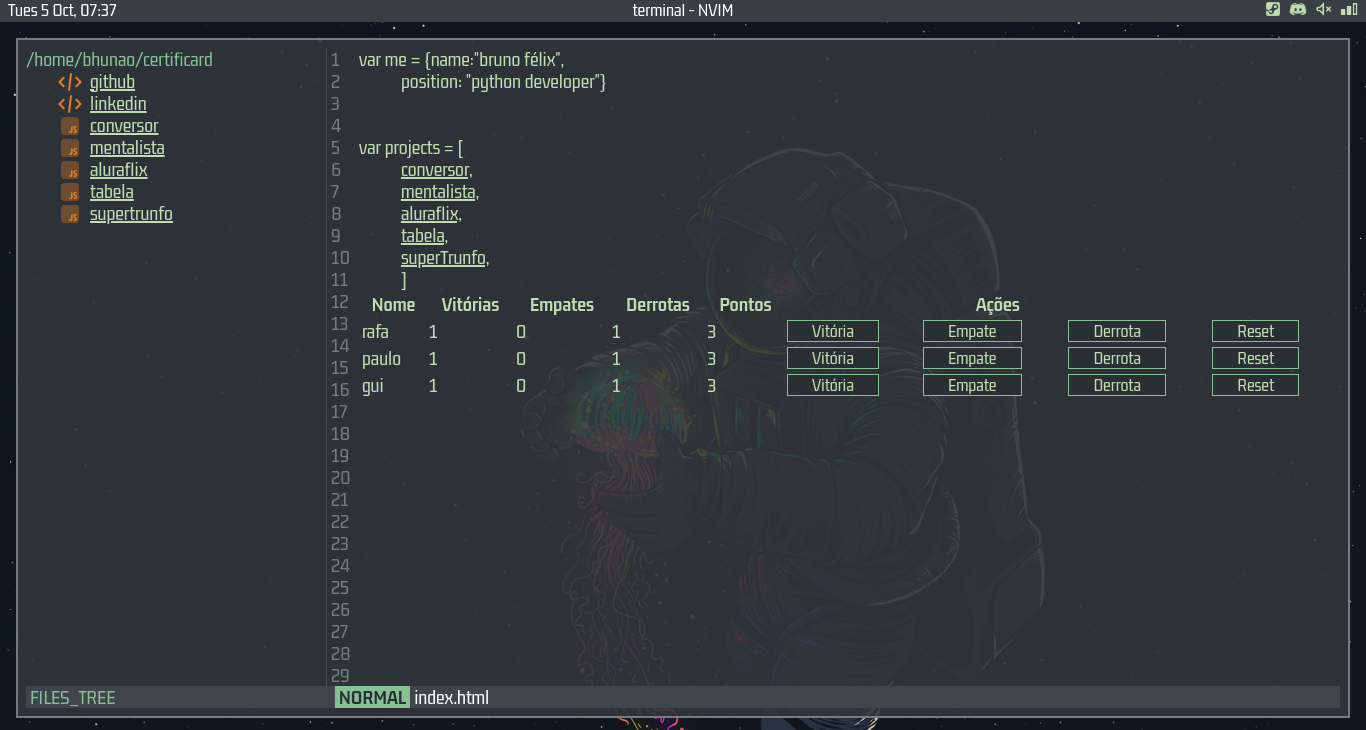 Tues 5 Oct, 07:37 terminal - NVIM
/home/bhunao/certificard
</> github
</> linkedin
JS conversor
JS mentalista
JS aluraflix
JS tabela
JS supertrunfo
1 var me = {name:"bruno félix",
2 position: "python developer"}
3
4
5 var projects = [
6 conversor,
7 mentalista,
8 aluraflix,
9 tabela,
10 superTrunfo,
11 ]
12 Nome Vitórias Empates Derrotas Pontos Ações
13 rafa 1 0 1 3 Vitória Empate Derrota Reset
14 paulo 1 0 1 3 Vitória Empate Derrota Reset
15
16 gui 1 0 1 3 Vitória Empate Derrota Reset
17
18
19
20
21
22
23
24
25
26
27
28
29
FILES_TREE NORMAL index.html